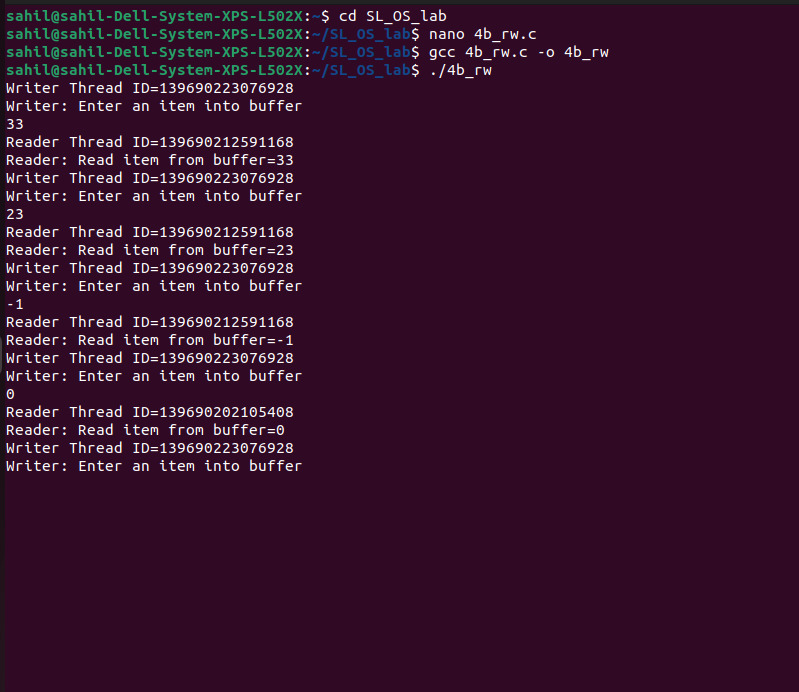 sahil@sahil-Dell-System-XPS-L502X:~$ cd SL_OS_lab
sahil@sahil-Dell-System-XPS-L502X:~/SL_OS_lab$ nano 4b_rw.c
sahil@sahil-Dell-System-XPS-L502X:~/SL_OS_lab$ gcc 4b_rw.c -o 4b_rw
sahil@sahil-Dell-System-XPS-L502X:~/SL_OS_lab$ ./4b_rw
Writer Thread ID=139690223076928
Writer: Enter an item into buffer
33
Reader Thread ID=139690212591168
Reader: Read item from buffer=33
Writer Thread ID=139690223076928
Writer: Enter an item into buffer
23
Reader Thread ID=139690212591168
Reader: Read item from buffer=23
Writer Thread ID=139690223076928
Writer: Enter an item into buffer
-1
Reader Thread ID=139690212591168
Reader: Read item from buffer=-1
Writer Thread ID=139690223076928
Writer: Enter an item into buffer
0
Reader Thread ID=139690202105408
Reader: Read item from buffer=0
Writer Thread ID=139690223076928
Writer: Enter an item into buffer